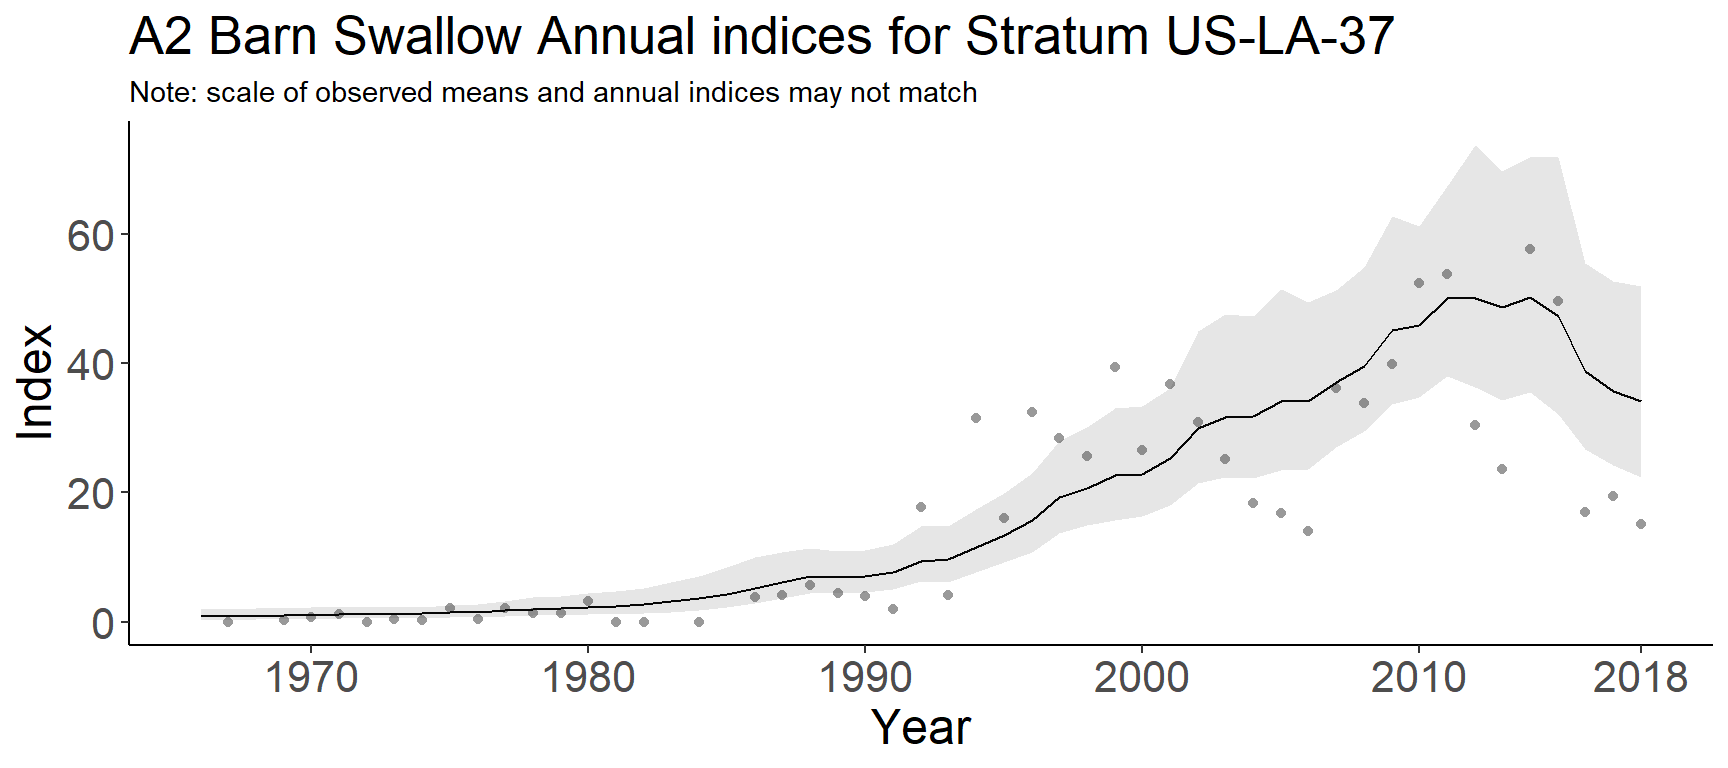 A2 Barn Swallow Annual indices for Stratum US-LA-37
Note: scale of observed means and annual indices may not match
Index
60
40
20
0
1970 1980 1990 2000 2010 2018
Year